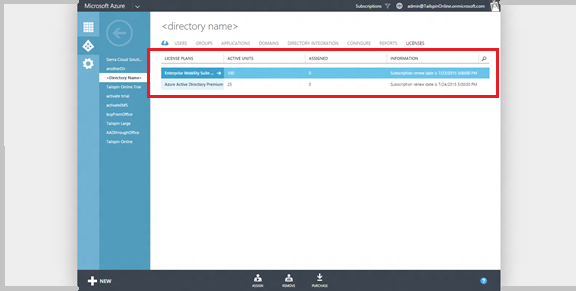 Microsoft Azure
Subscriptions
admin@TailspinOnline.onmicrosoft.com
<directory name>
USERS GROUPS APPLICATIONS DOMAINS DIRECTORY INTEGRATION CONFIGURE REPORTS LICENSES
Sierra Cloud Solut...
anotherDir
<Directory Name>
Tailspin Online Trial
activate trial
activateEMS
buyFromOffice
Tailspin Large
AADthroughOffice
Tailspin Online
LICENSE PLANS ACTIVE UNITS ASSIGNED INFORMATION
Enterprise Mobility Suite ... 100 0 Subscription renew date is 7/23/2015 5:00:00 PM
Azure Active Directory Premium 25 0 Subscription renew date is 7/24/2015 5:00:00 PM
NEW
ASSIGN REMOVE PURCHASE
?